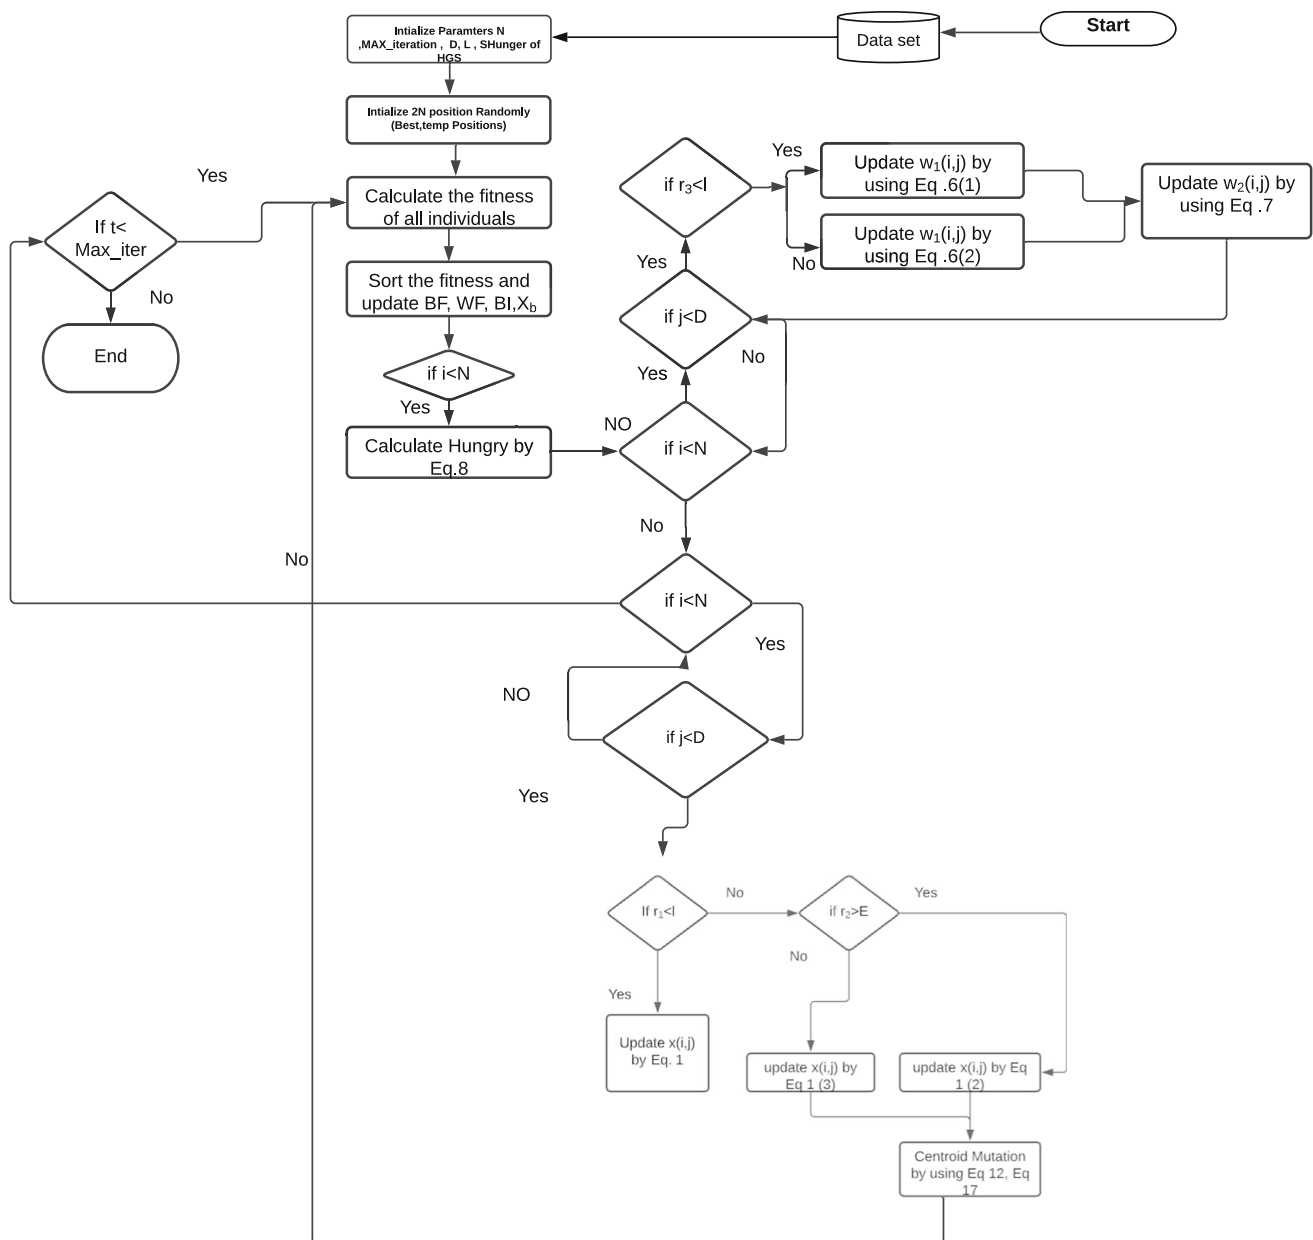 Start
Data set
Intialize Paramters N
,MAX_iteration , D, L , SHunger of
HGS
Intialize 2N position Randomly
(Best,temp Positions)
Yes
If t<
Max_iter
No
End
Calculate the fitness
of all individuals
Sort the fitness and
update BF, WF, BI,X_b
if i<N
Yes
Calculate Hungry by
Eq.8
if r₃<l
Yes
No
Update w₁(i,j) by
using Eq .6(1)
Update w₁(i,j) by
using Eq .6(2)
Update w₂(i,j) by
using Eq .7
Yes
if j<D
No
Yes
NO
if i<N
No
No
if i<N
Yes
NO
if j<D
Yes
If r₁<l
No
if r₂>E
Yes
No
Yes
Update x(i,j)
by Eq. 1
update x(i,j) by
Eq 1 (3)
update x(i,j) by Eq
1 (2)
Centroid Mutation
by using Eq 12, Eq
17